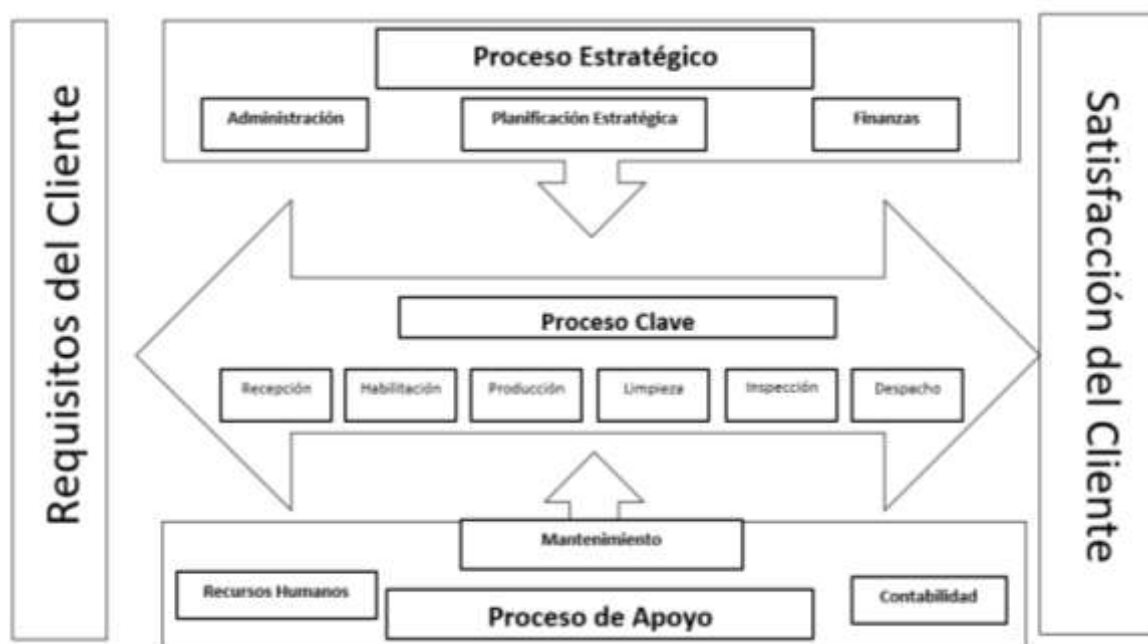 Requisitos del Cliente
Proceso Estratégico
Administración
Planificación Estratégica
Finanzas
Proceso Clave
Recepción
Habilitación
Producción
Limpieza
Inspección
Despacho
Mantenimiento
Recursos Humanos
Proceso de Apoyo
Contabilidad
Satisfacción del Cliente